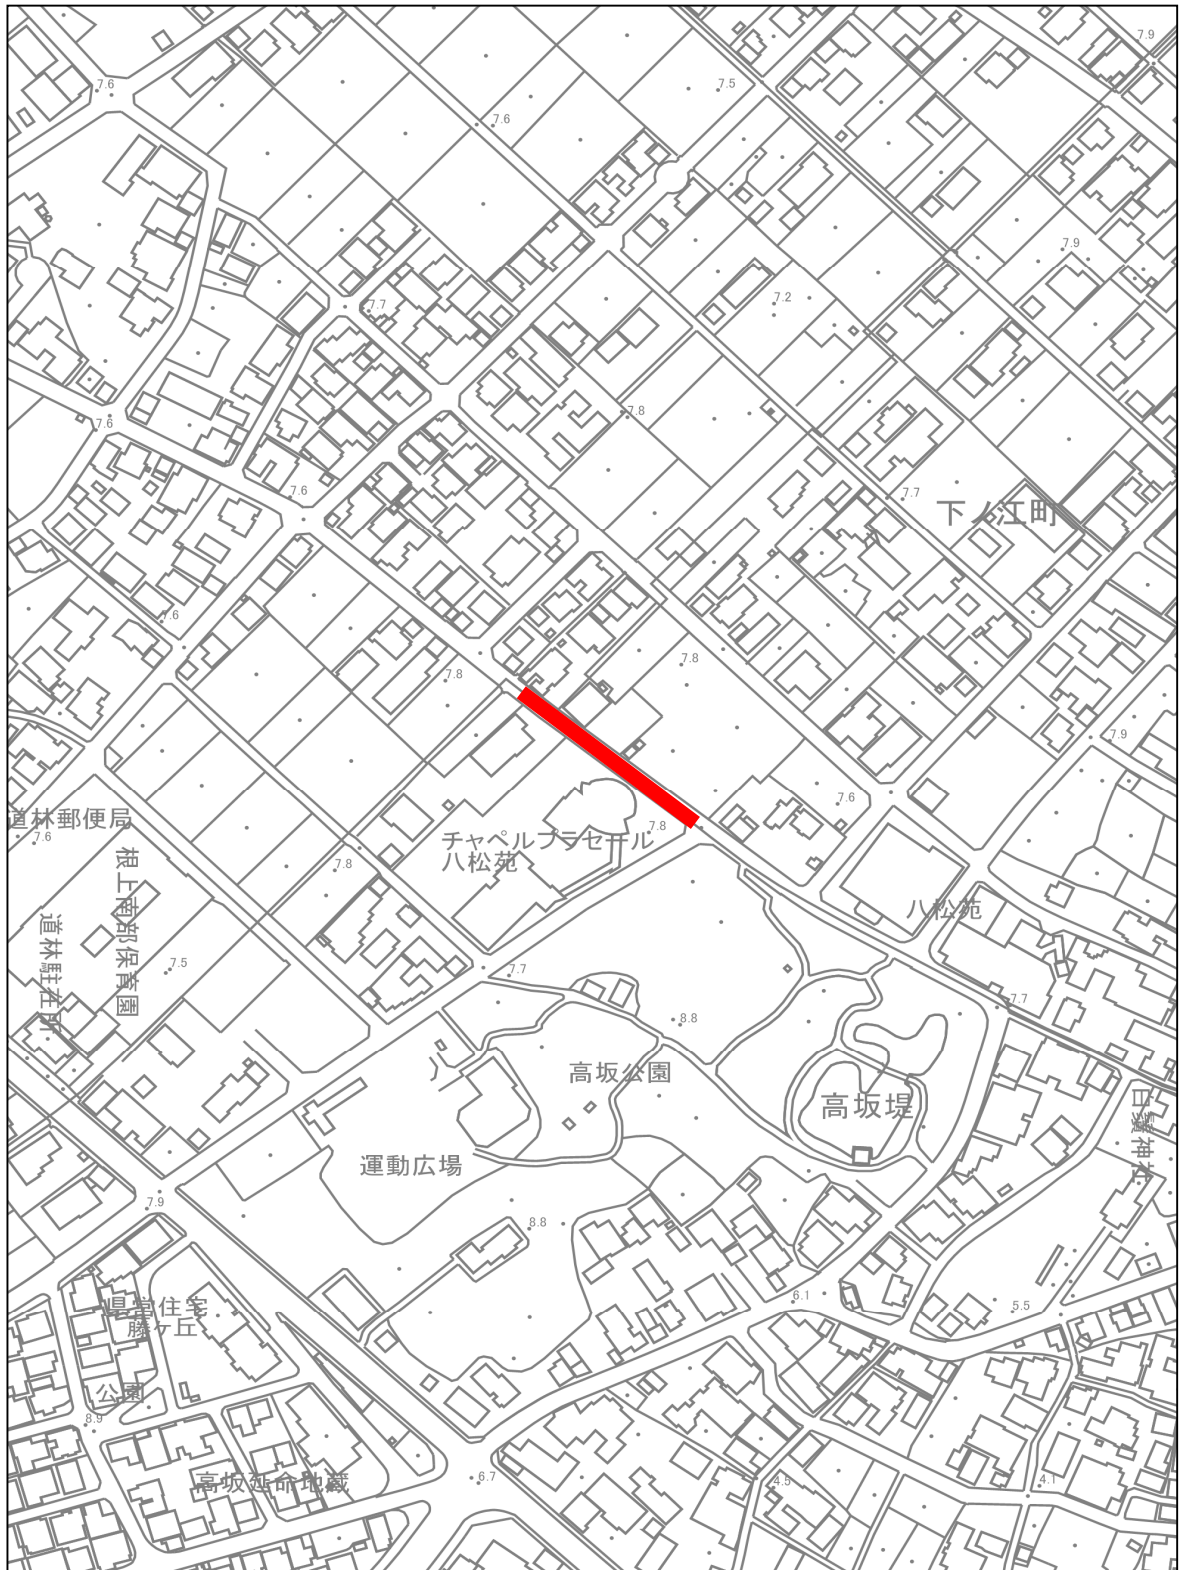 7.9
7.6
7.5
7.6
7.9
7.7
7.2
7.8
7.6
7.6
7.7
下ノ江町
7.6
7.8
7.8
7.9
7.6
道林郵便局
7.6
7.8
チャペルプラセール
八松苑
7.8
根上南部保育園
八松苑
道林駐在所
7.5
7.7
7.7
8.8
高坂公園
高坂堤
白鬚神社
運動広場
7.9
8.8
6.1
5.5
県営住宅
藤ヶ丘
公園
8.9
高坂延命地蔵
6.7
4.5
4.1